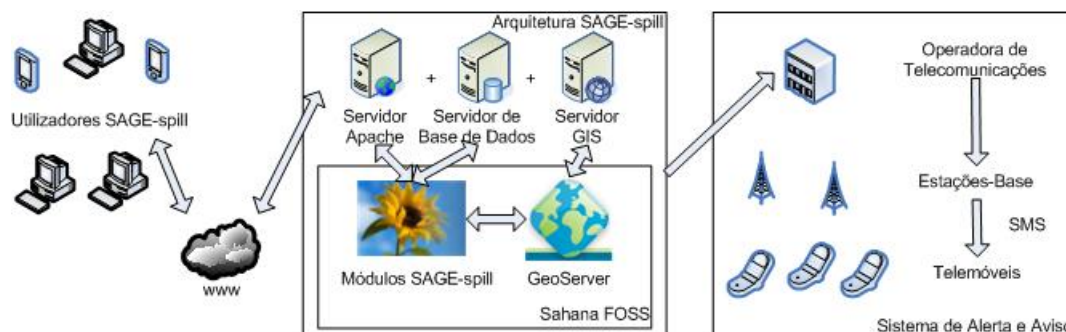 Utilizadores SAGE-spill
www
Arquitetura SAGE-spill
+
+
Servidor
Apache
Servidor de
Base de Dados
Servidor
GIS
Módulos SAGE-spill
GeoServer
Sahana FOSS
Operadora de
Telecomunicações
Estações-Base
SMS
Telemóveis
Sistema de Alerta e Aviso